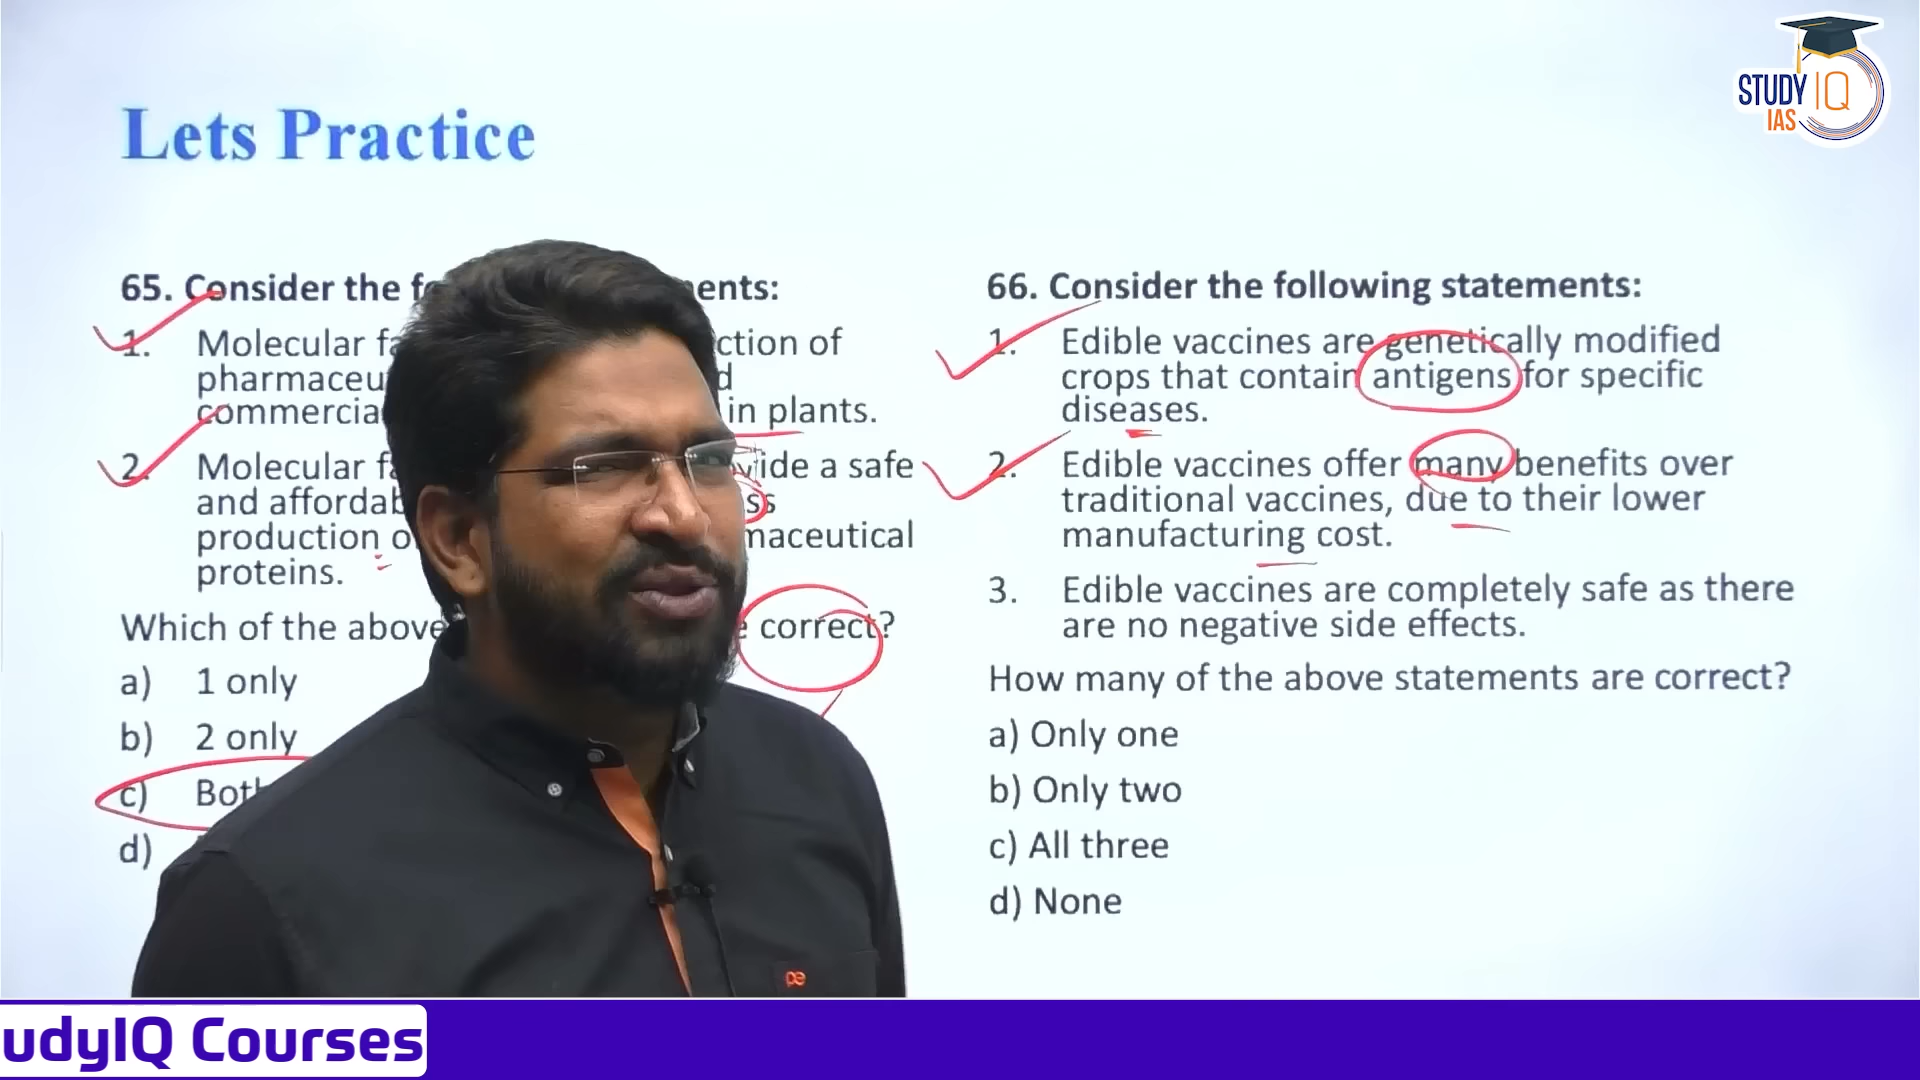 STUDY IQ
IAS
Lets Practice
65. Consider the ents:
1. Molecular ction of
pharmaceu
commercia in plants.
2. Molecular vide a safe
and affordab
production maceutical
proteins.
Which of the above correct?
a) 1 only
b) 2 only
c) Both
d)
66. Consider the following statements:
1. Edible vaccines are genetically modified
crops that contain antigens for specific
diseases.
2. Edible vaccines offer many benefits over
traditional vaccines, due to their lower
manufacturing cost.
3. Edible vaccines are completely safe as there
are no negative side effects.
How many of the above statements are correct?
a) Only one
b) Only two
c) All three
d) None
udyIQ Courses